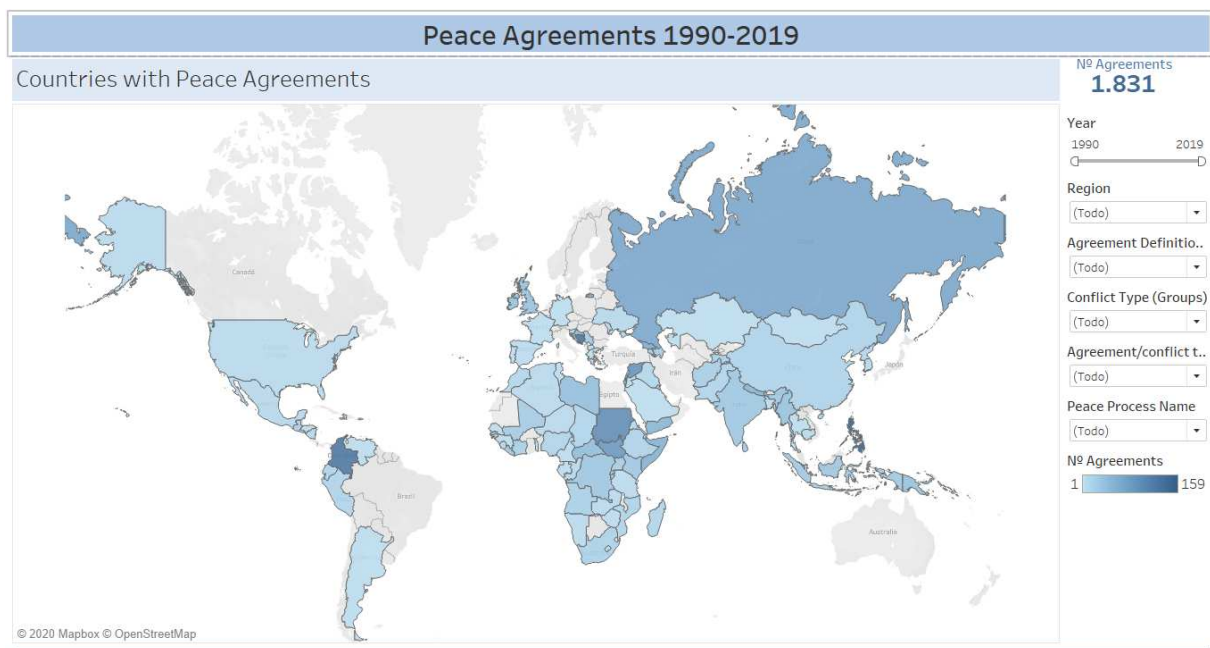 Peace Agreements 1990-2019
Countries with Peace Agreements
Nº Agreements
1.831
Year
1990 2019
Region
(Todo)
Agreement Definitio..
(Todo)
Conflict Type (Groups)
(Todo)
Agreement/conflict t..
(Todo)
Peace Process Name
(Todo)
Nº Agreements
1 159
Canadá
Turquía
Irán
Japón
Egipto
Brasil
Australia
© 2020 Mapbox © OpenStreetMap